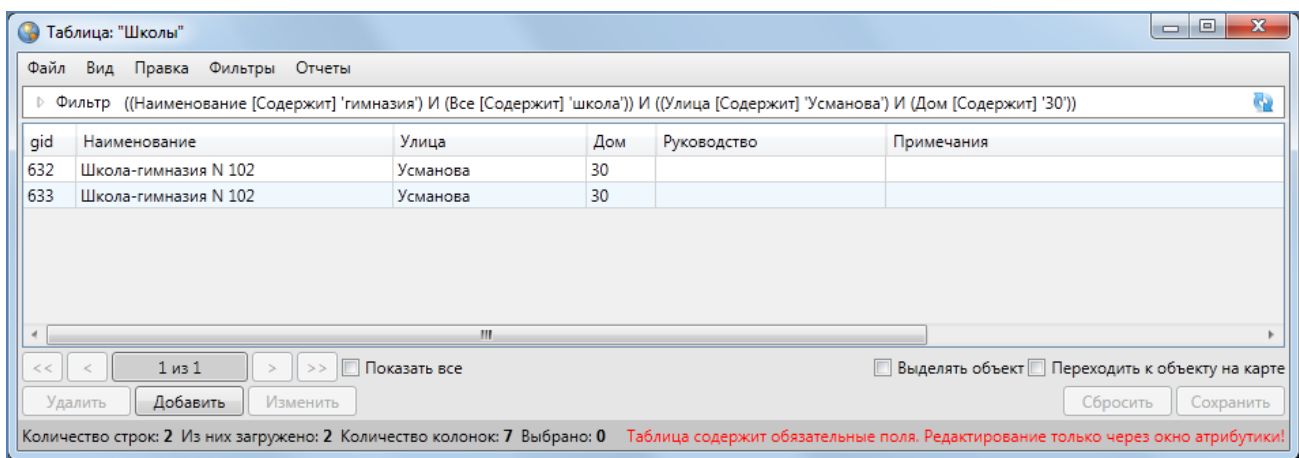 Таблица: "Школы"
Файл Вид Правка Фильтры Отчеты
Фильтр ((Наименование [Содержит] 'гимназия') И (Все [Содержит] 'школа')) И ((Улица [Содержит] 'Усманова') И (Дом [Содержит] '30'))
gid Наименование Улица Дом Руководство Примечания
632 Школа-гимназия N 102 Усманова 30
633 Школа-гимназия N 102 Усманова 30
<< < 1 из 1 > >> Показать все Выделять объект Переходить к объекту на карте
Удалить Добавить Изменить Сбросить Сохранить
Количество строк: 2 Из них загружено: 2 Количество колонок: 7 Выбрано: 0 Таблица содержит обязательные поля. Редактирование только через окно атрибутики!